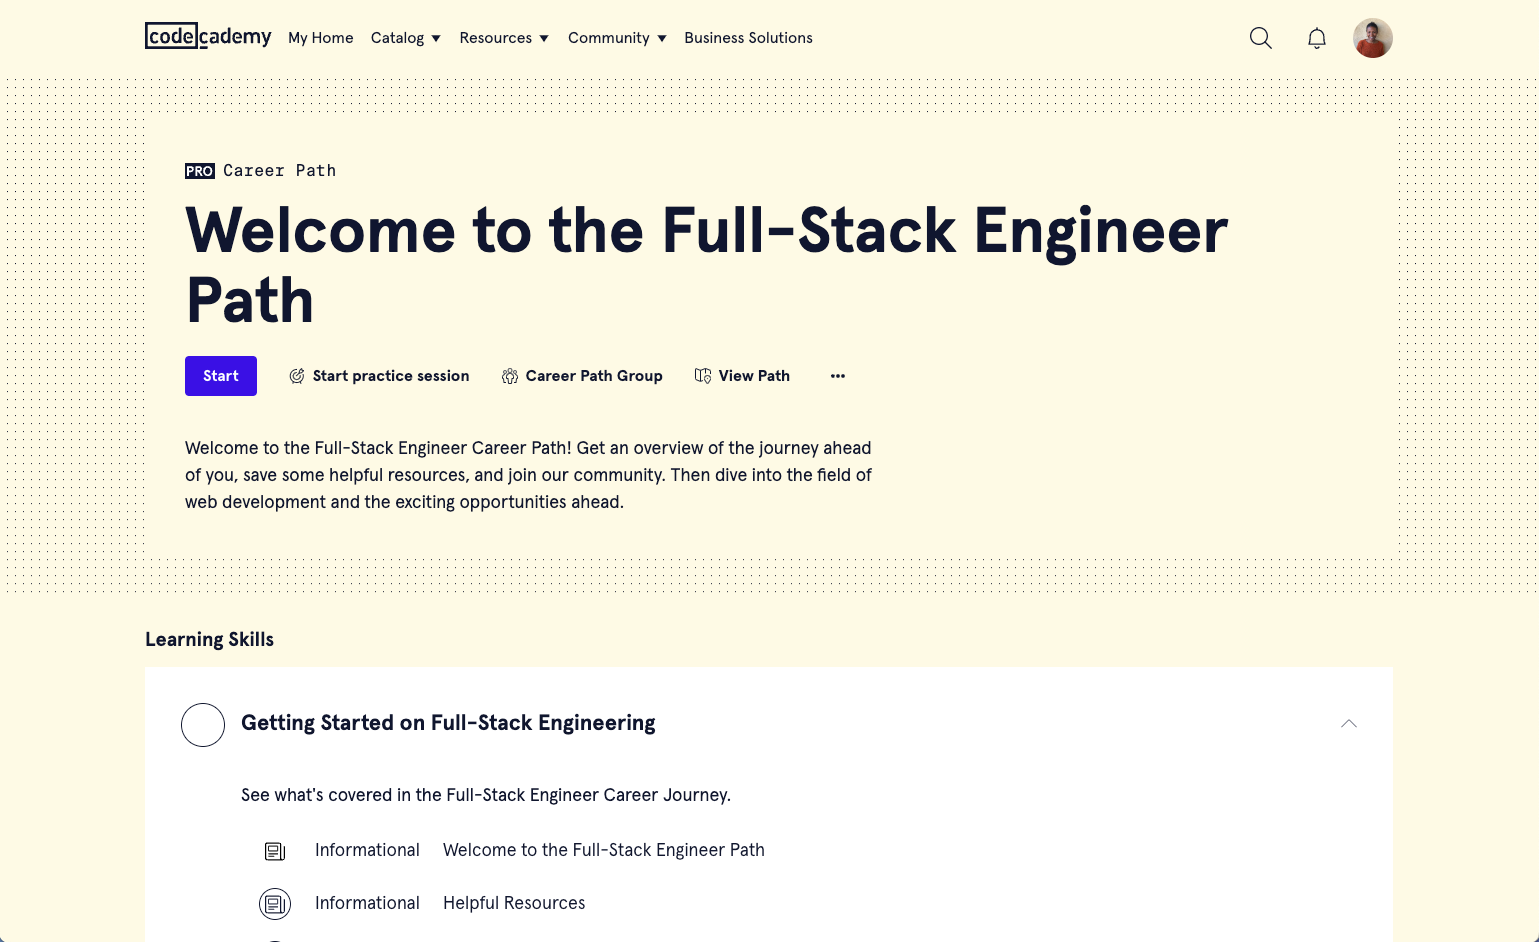 codecademy My Home Catalog Resources Community Business Solutions
PRO Career Path
Welcome to the Full-Stack Engineer
Path
Start Start practice session Career Path Group View Path
Welcome to the Full-Stack Engineer Career Path! Get an overview of the journey ahead
of you, save some helpful resources, and join our community. Then dive into the field of
web development and the exciting opportunities ahead.
Learning Skills
Getting Started on Full-Stack Engineering
See what's covered in the Full-Stack Engineer Career Journey.
Informational Welcome to the Full-Stack Engineer Path
Informational Helpful Resources